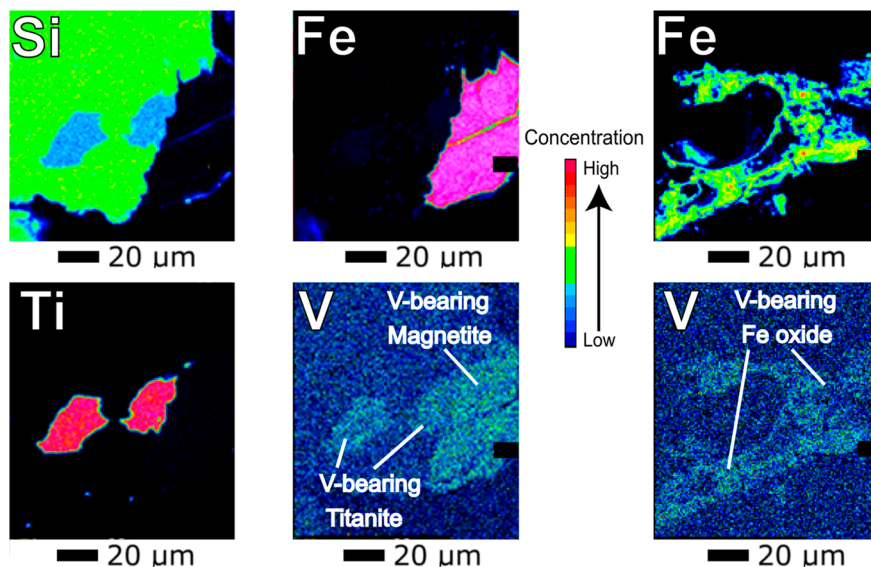 Si
Fe
Fe
Concentration
High
Low
20 µm
20 µm
20 µm
Ti
V
V-bearing
Magnetite
V-bearing
Titanite
V
V-bearing
Fe oxide
20 µm
20 µm
20 µm